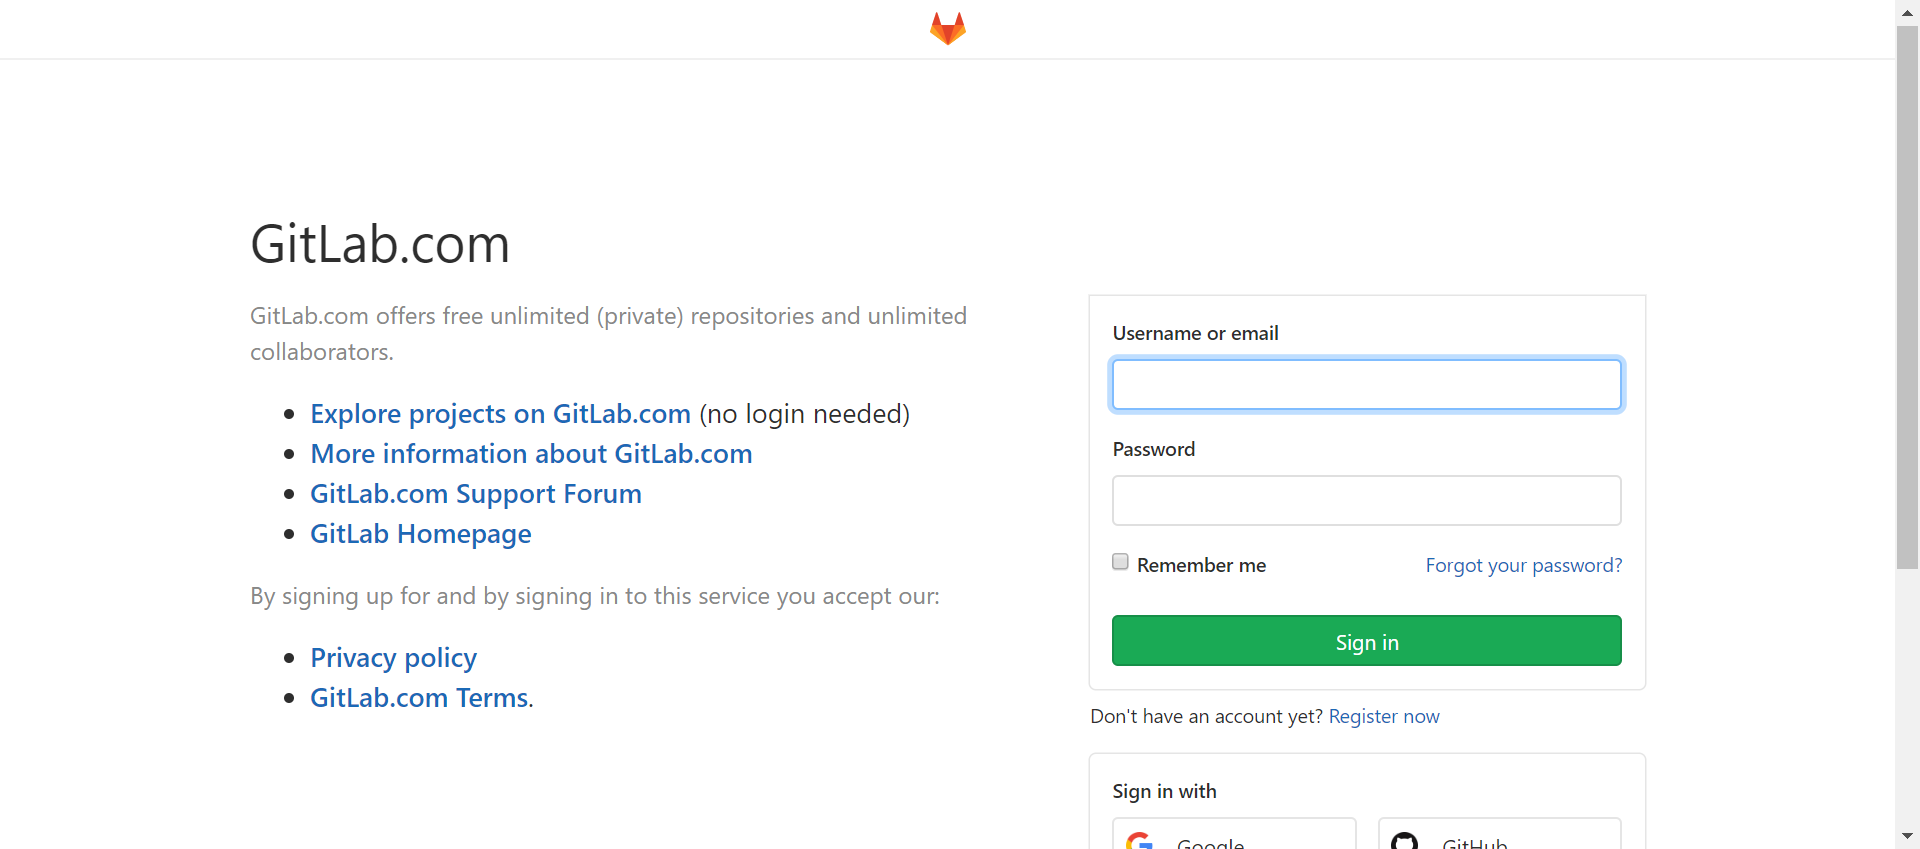 GitLab.com
GitLab.com offers free unlimited (private) repositories and unlimited
collaborators.
Explore projects on GitLab.com (no login needed)
More information about GitLab.com
GitLab.com Support Forum
GitLab Homepage
By signing up for and by signing in to this service you accept our:
Privacy policy
GitLab.com Terms.
Username or email
Password
Remember me
Forgot your password?
Sign in
Don't have an account yet? Register now
Sign in with
Google
GitHub